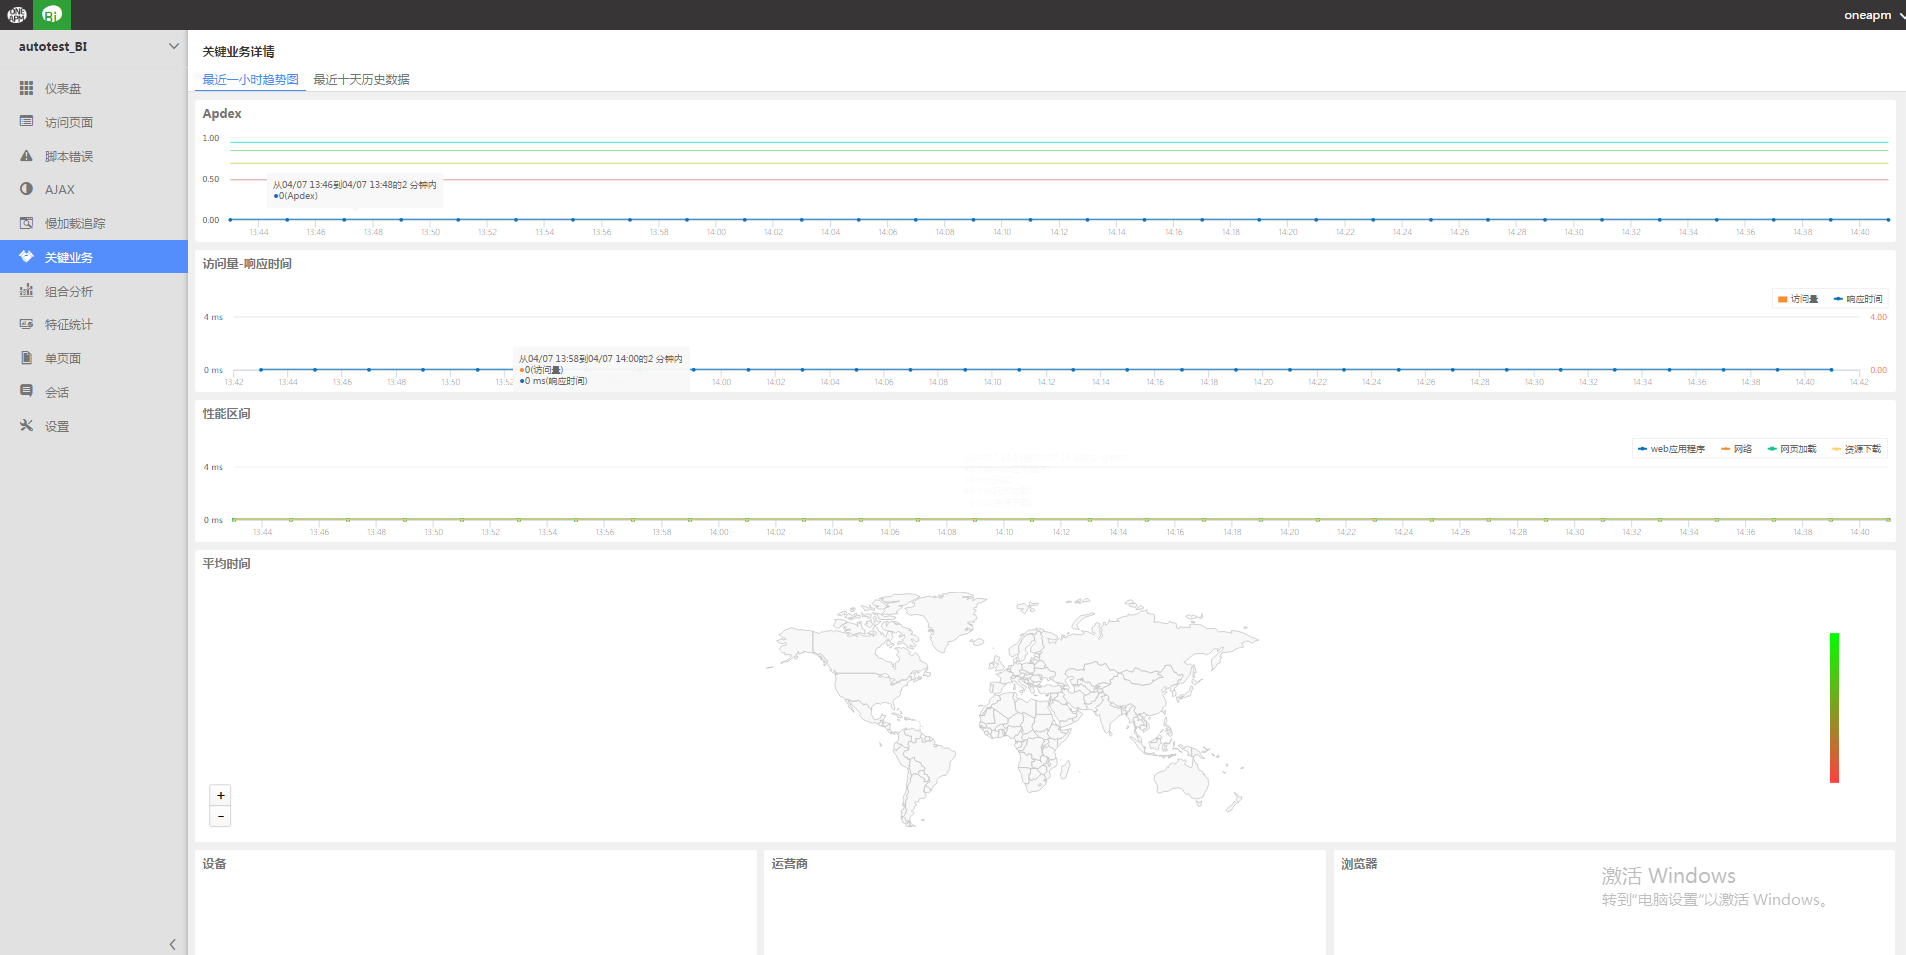 ONE APM
Bi
oneapm
autotest_BI
仪表盘
访问页面
脚本错误
AJAX
慢加载追踪
关键业务
组合分析
特征统计
单页面
会话
设置
关键业务详情
最近一小时趋势图 最近十天历史数据
Apdex
1.00
0.50
从04/07 13:46到04/07 13:48的2 分钟内
0(Apdex)
0.00
13:44 13:46 13:48 13:50 13:52 13:54 13:56 13:58 14:00 14:02 14:04 14:06 14:08 14:10 14:12 14:14 14:16 14:18 14:20 14:22 14:24 14:26 14:28 14:30 14:32 14:34 14:36 14:38 14:40
访问量-响应时间
访问量 响应时间
4 ms 4.00
从04/07 13:58到04/07 14:00的2 分钟内
0(访问量)
0 ms(响应时间)
0 ms 0.00
13:42 13:44 13:46 13:48 13:50 13:52 14:00 14:02 14:04 14:06 14:08 14:10 14:12 14:14 14:16 14:18 14:20 14:22 14:24 14:26 14:28 14:30 14:32 14:34 14:36 14:38 14:40 14:42
性能区间
web应用程序 网络 网页加载 资源下载
4 ms
0 ms
13:44 13:46 13:48 13:50 13:52 13:54 13:56 13:58 14:00 14:02 14:04 14:06 14:08 14:10 14:12 14:14 14:16 14:18 14:20 14:22 14:24 14:26 14:28 14:30 14:32 14:34 14:36 14:38 14:40
平均时间
+
-
设备 运营商 浏览器
激活 Windows
转到"电脑设置"以激活 Windows。